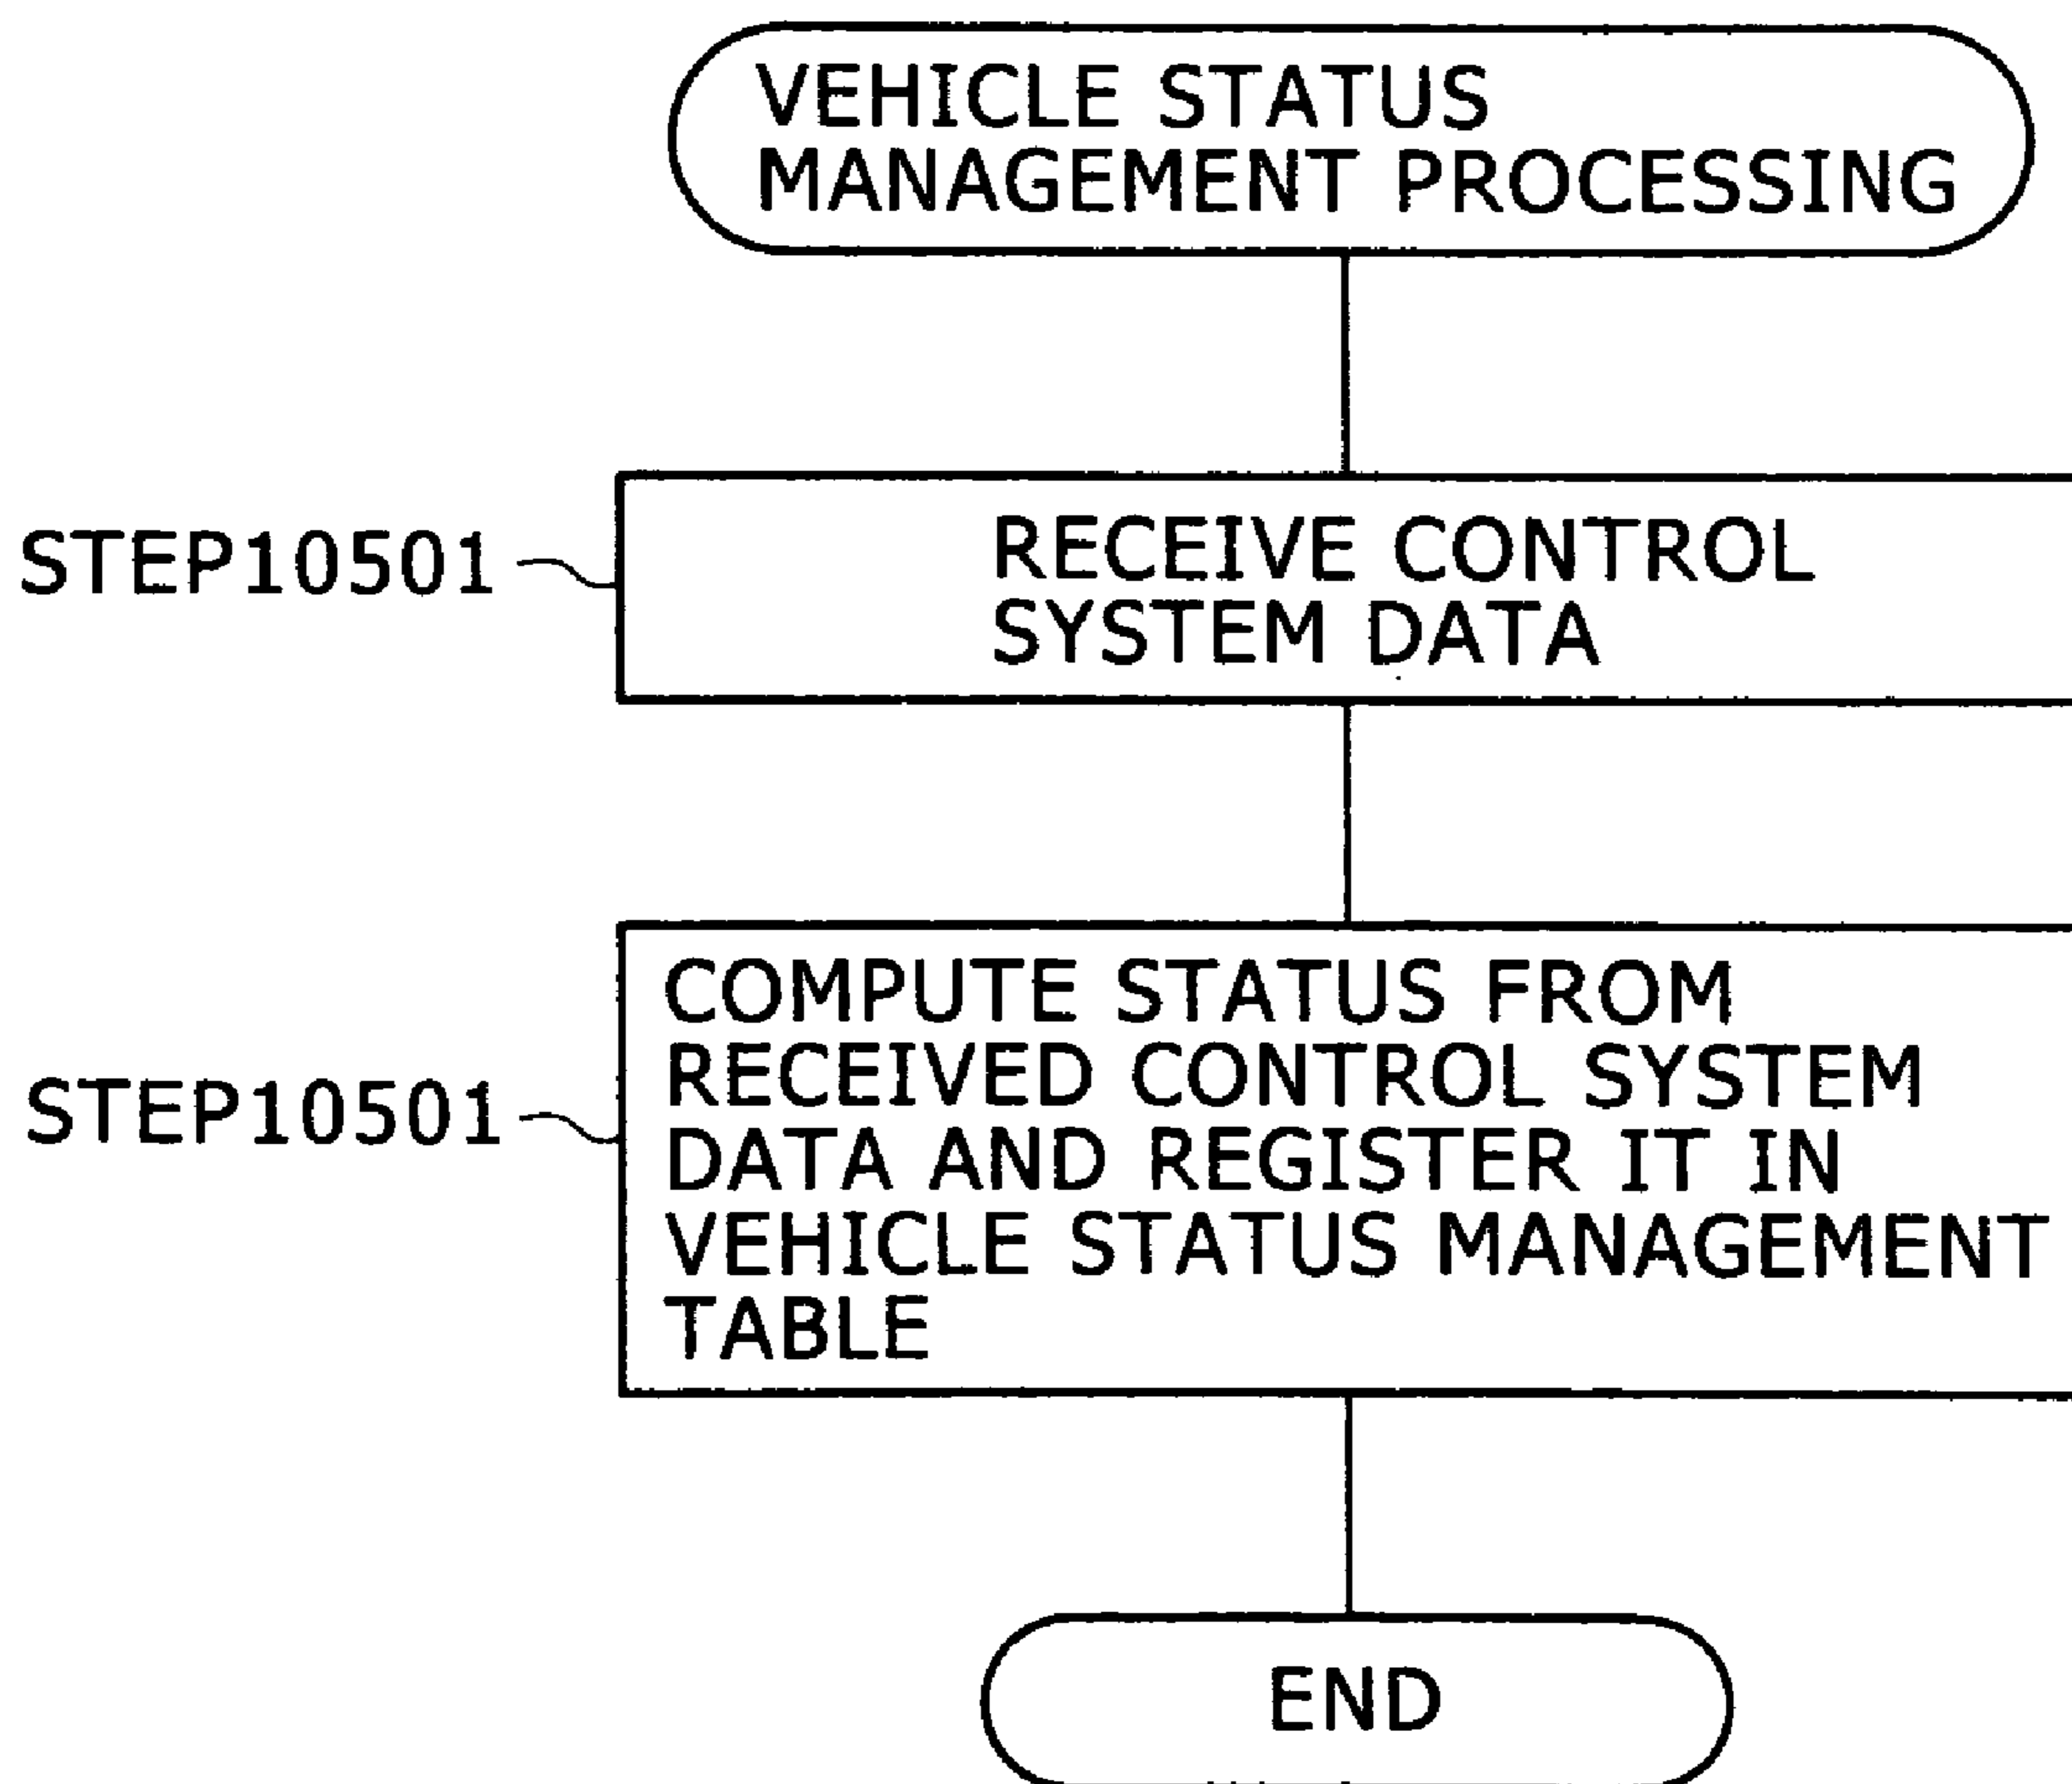 VEHICLE STATUS
MANAGEMENT PROCESSING
STEP10501
RECEIVE CONTROL
SYSTEM DATA
STEP10501
COMPUTE STATUS FROM
RECEIVED CONTROL SYSTEM
DATA AND REGISTER IT IN
VEHICLE STATUS MANAGEMENT
TABLE
END